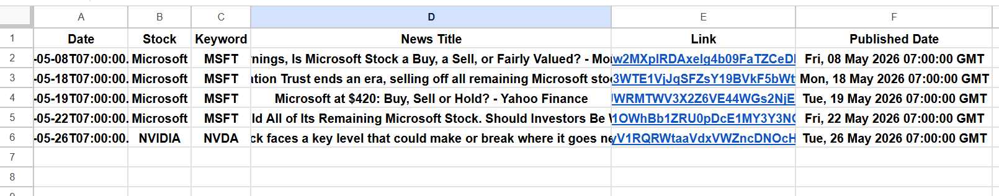 A B C D E F
1 Date Stock Keyword News Title Link Published Date
2 -05-08T07:00:00. Microsoft MSFT nings, Is Microsoft Stock a Buy, a Sell, or Fairly Valued? - Mo w2MXpIRDAxelg4b09FaTZCeD Fri, 08 May 2026 07:00:00 GMT
3 -05-18T07:00:00. Microsoft MSFT ation Trust ends an era, selling off all remaining Microsoft sto 3WTE1VjJqSFZsY19BVkF5bWt Mon, 18 May 2026 07:00:00 GMT
4 -05-19T07:00:00. Microsoft MSFT Microsoft at $420: Buy, Sell or Hold? - Yahoo Finance WRMTWV3X2Z6VE44WGs2NjE Tue, 19 May 2026 07:00:00 GMT
5 -05-22T07:00:00. Microsoft MSFT ld All of Its Remaining Microsoft Stock. Should Investors Be 1OWhBb1ZRU0pDcE1MY3Y3N Fri, 22 May 2026 07:00:00 GMT
6 -05-26T07:00:00. NVIDIA NVDA ck faces a key level that could make or break where it goes ne V1RQRWtaaVdxVWZncDNOcH Tue, 26 May 2026 07:00:00 GMT
7
8